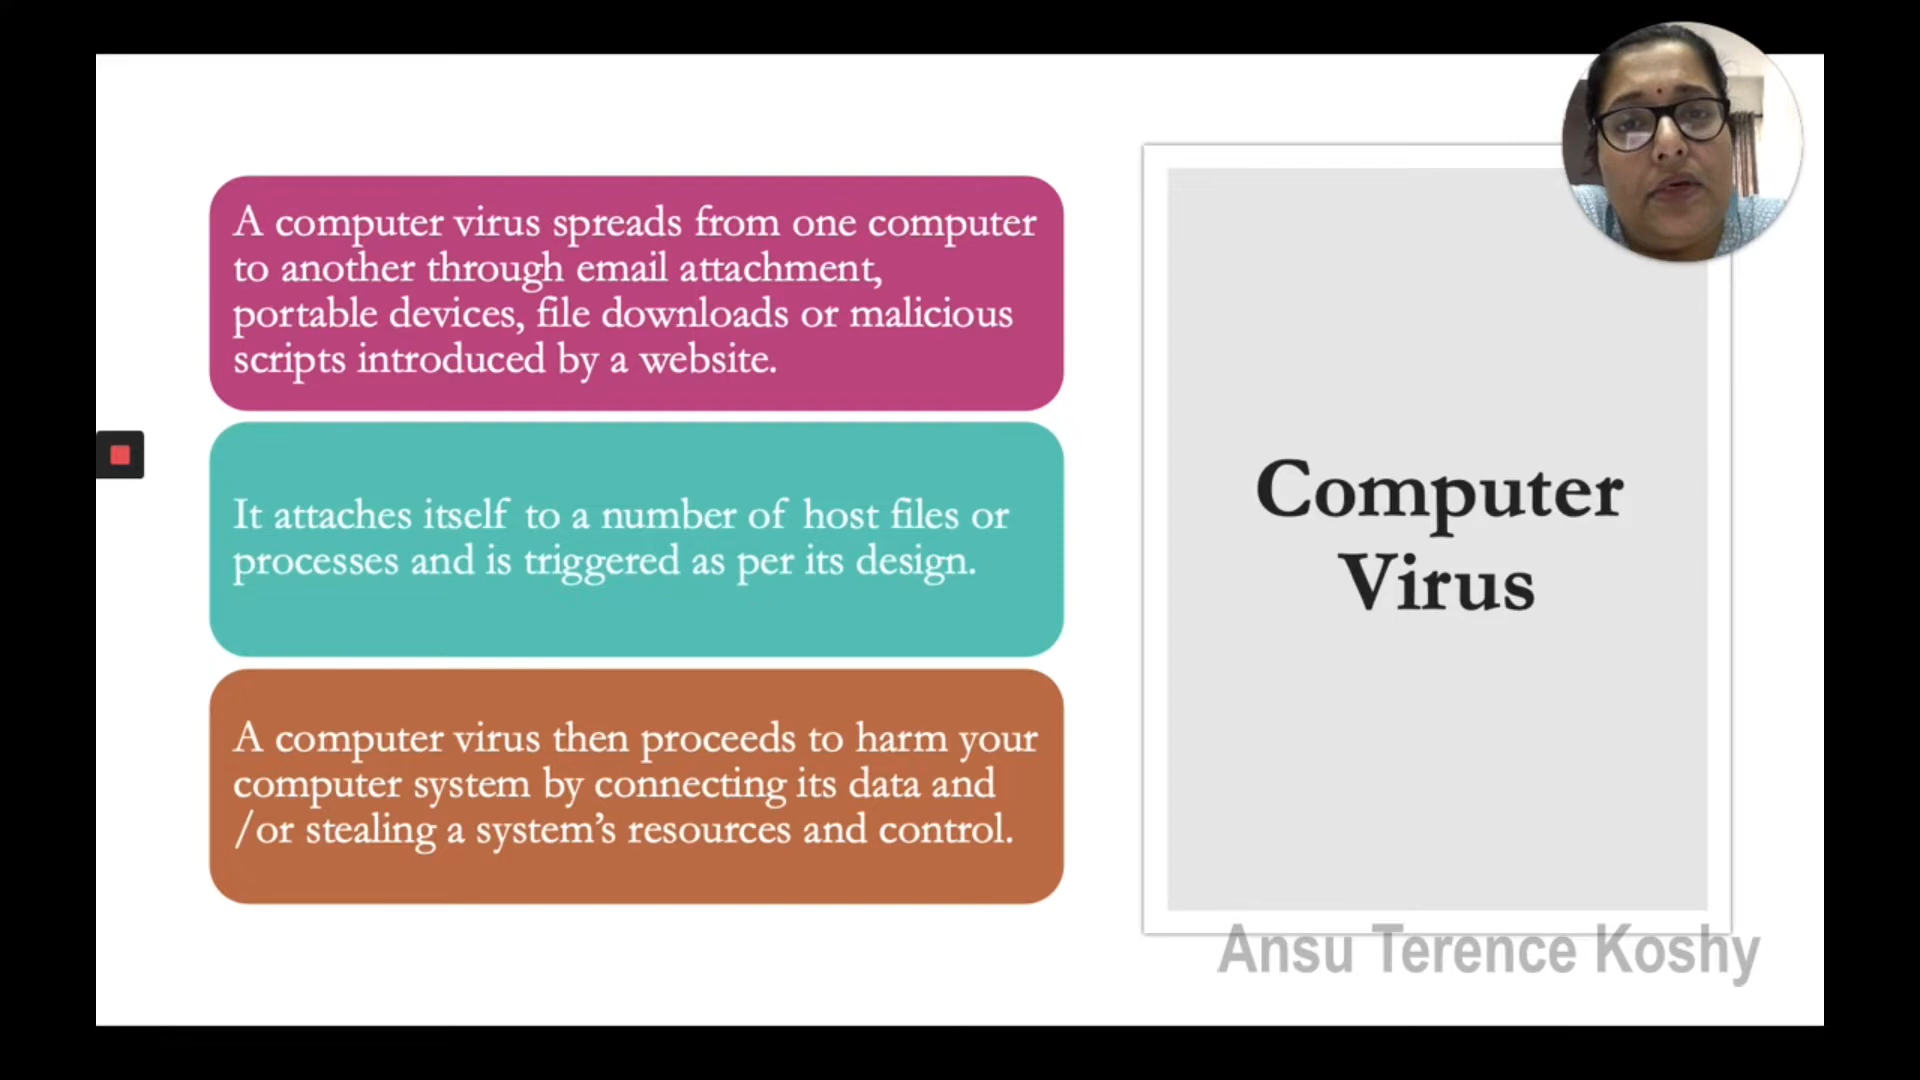 A computer virus spreads from one computer
to another through email attachment,
portable devices, file downloads or malicious
scripts introduced by a website.
It attaches itself to a number of host files or
processes and is triggered as per its design.
A computer virus then proceeds to harm your
computer system by connecting its data and
/or stealing a system’s resources and control.
Computer
Virus
Ansu Terence Koshy